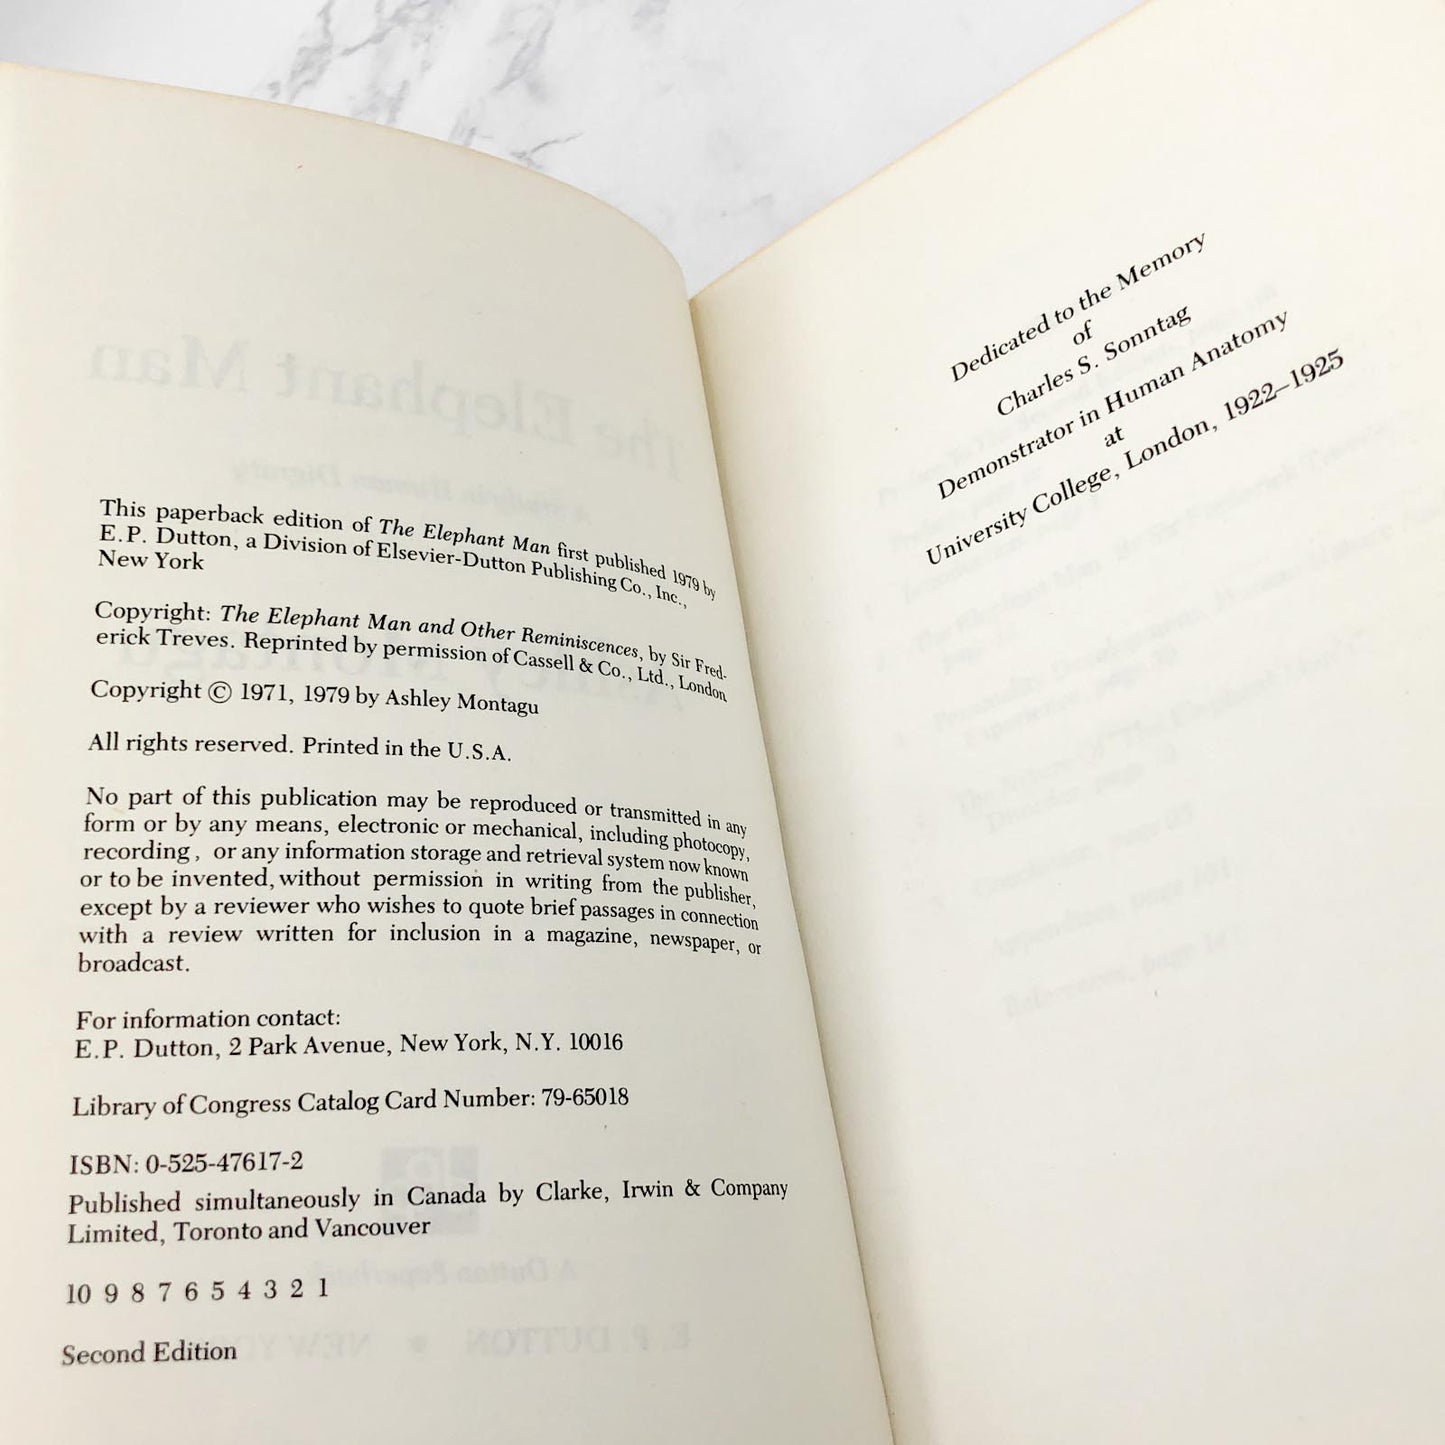 This paperback edition of The Elephant Man first published 1979 by
E.P. Dutton, a Division of Elsevier-Dutton Publishing Co., Inc.,
New York
Copyright: The Elephant Man and Other Reminiscences, by Sir Fred-
erick Treves. Reprinted by permission of Cassell & Co., Ltd., London
Copyright © 1971, 1979 by Ashley Montagu
All rights reserved. Printed in the U.S.A.
No part of this publication may be reproduced or transmitted in any
form or by any means, electronic or mechanical, including photocopy,
recording, or any information storage and retrieval system now known
or to be invented, without permission in writing from the publisher,
except by a reviewer who wishes to quote brief passages in connection
with a review written for inclusion in a magazine, newspaper, or
broadcast.
For information contact:
E.P. Dutton, 2 Park Avenue, New York, N.Y. 10016
Library of Congress Catalog Card Number: 79-65018
ISBN: 0-525-47617-2
Published simultaneously in Canada by Clarke, Irwin & Company
Limited, Toronto and Vancouver
10 9 8 7 6 5 4 3 2 1
Second Edition
Dedicated to the Memory
of
Charles S. Sonntag
Demonstrator in Human Anatomy
at
University College, London, 1922–1925